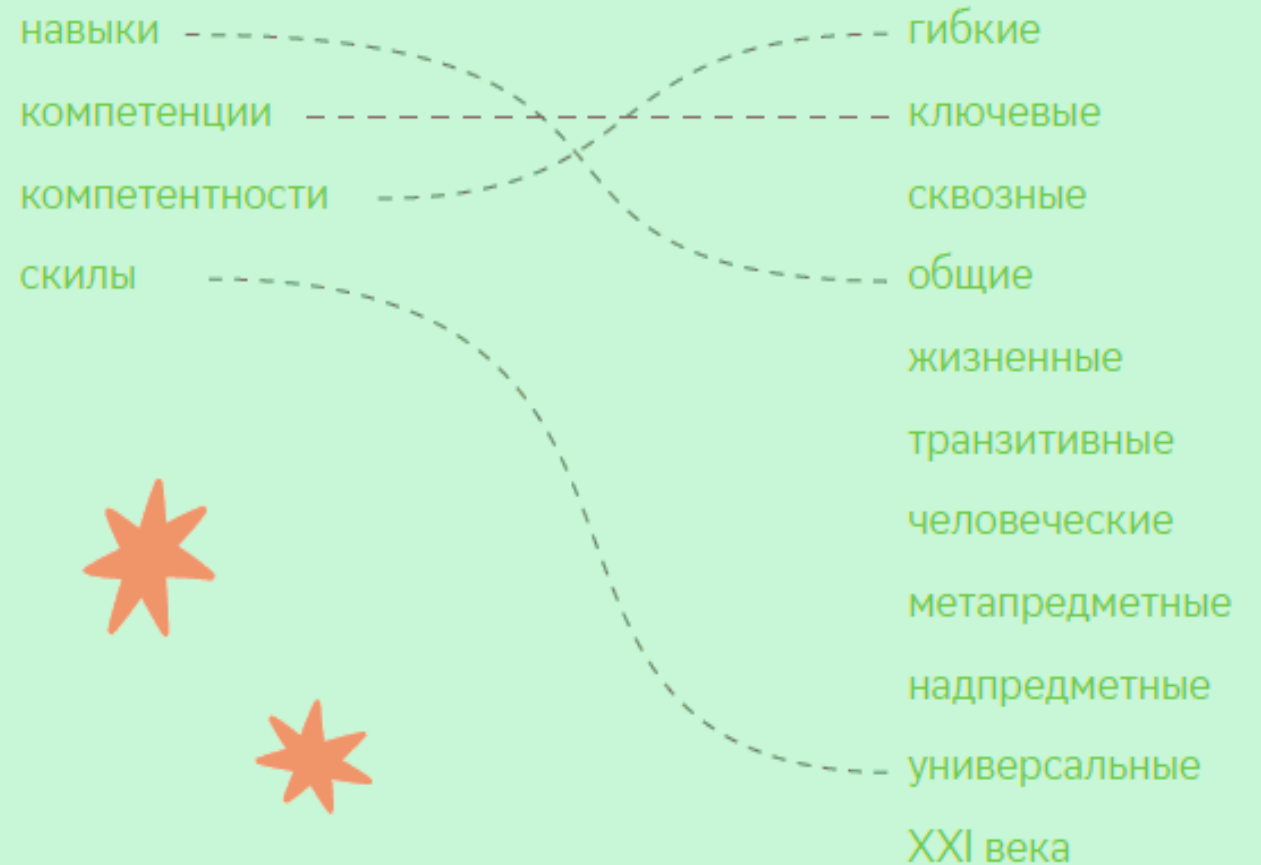 навыки
компетенции
компетентности
скилы
гибкие
ключевые
сквозные
общие
жизненные
транзитивные
человеческие
метапредметные
надпредметные
универсальные
XXI века